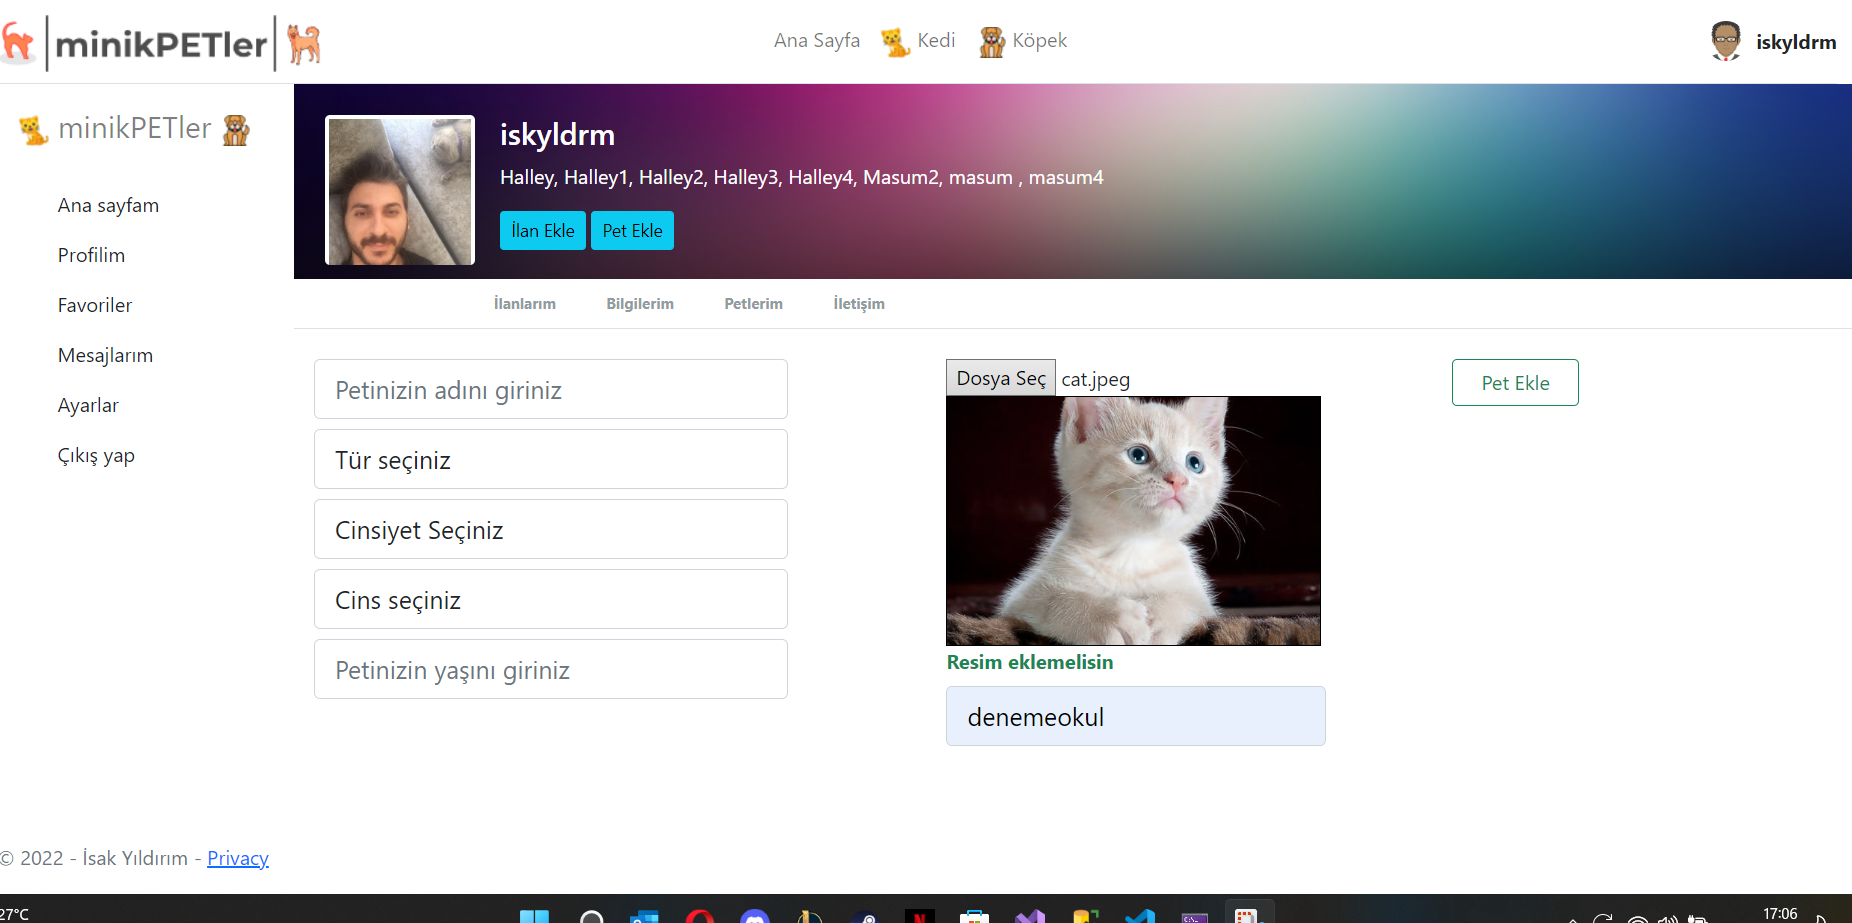 |minikPETler|
Ana Sayfa Kedi Köpek
iskyldrm
minikPETler
Ana sayfam
Profilim
Favoriler
Mesajlarım
Ayarlar
Çıkış yap
iskyldrm
Halley, Halley1, Halley2, Halley3, Halley4, Masum2, masum , masum4
İlan Ekle Pet Ekle
İlanlarım Bilgilerim Petlerim İletişim
Petinizin adını giriniz
Tür seçiniz
Cinsiyet Seçiniz
Cins seçiniz
Petinizin yaşını giriniz
Dosya Seç cat.jpeg
Resim eklemelisin
denemeokul
Pet Ekle
© 2022 - İsak Yıldırım - Privacy
27°C
17:06